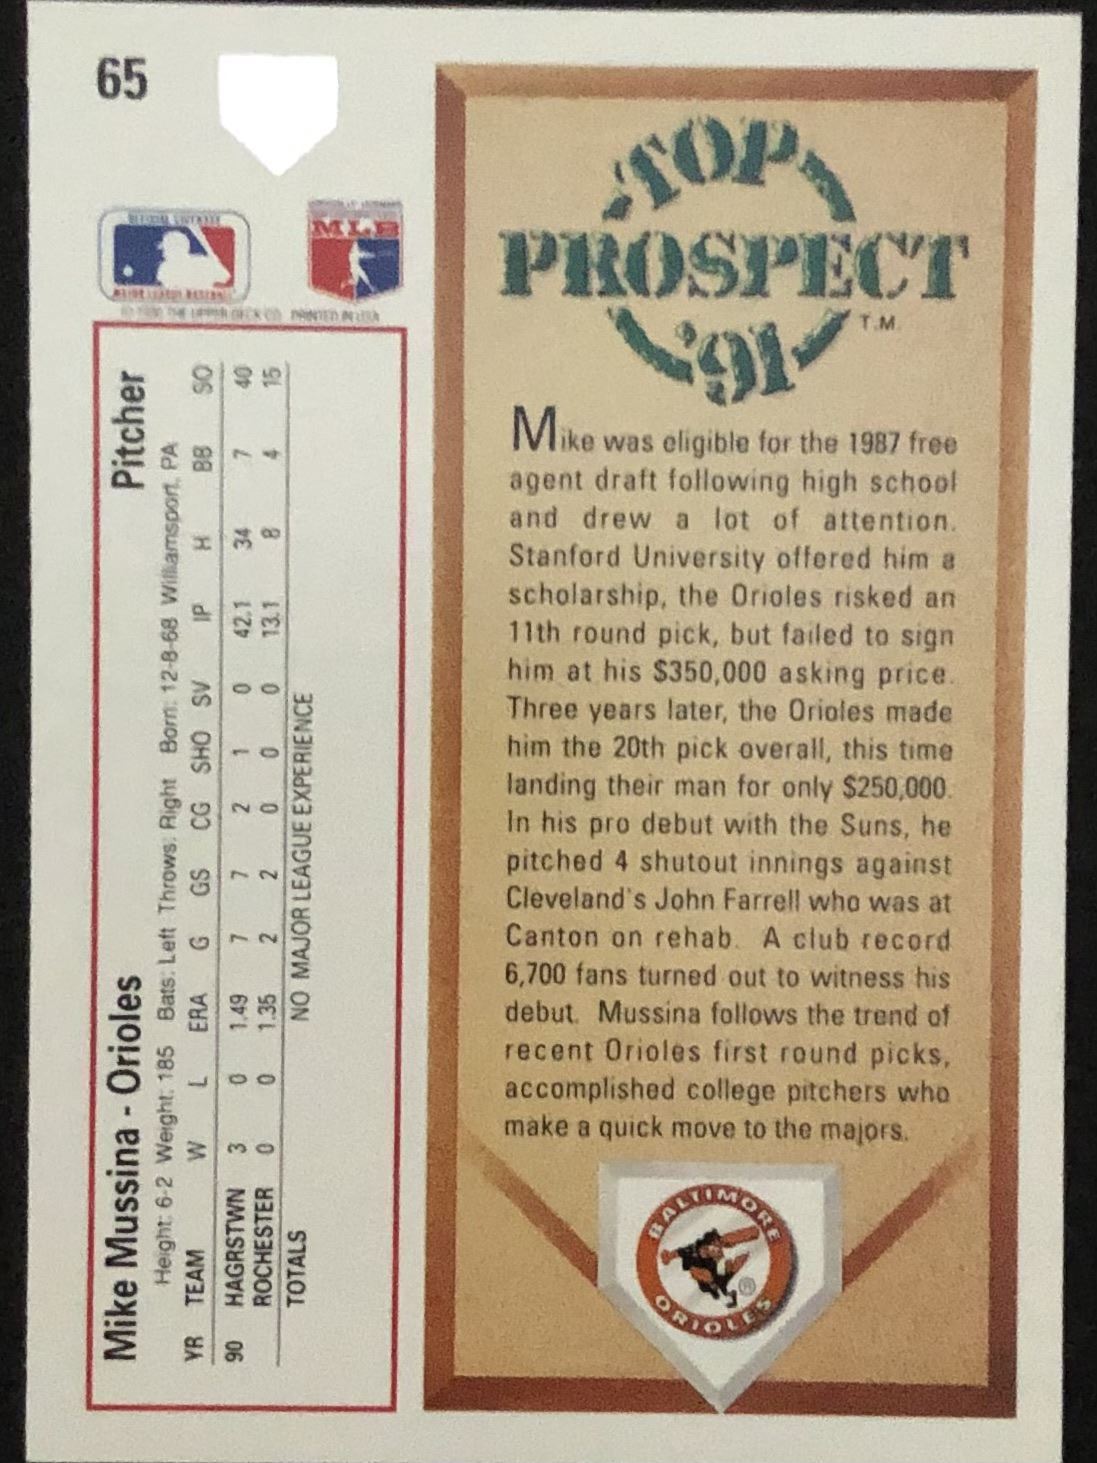 65
MLB
MAJOR LEAGUE BASEBALL
THE UPPER DECK CO. PRINTED IN USA
Mike Mussina - Orioles Pitcher
Height: 6-2 Weight: 185 Bats: Left Throws: Right Born: 12-8-68 Williamsport, PA
YR TEAM W L ERA G GS CG SHO SV IP H BB SO
90 HAGRSTWN 3 0 1.49 7 7 2 1 0 42.1 34 7 40
ROCHESTER 0 0 1.35 2 2 0 0 0 13.1 8 4 15
TOTALS NO MAJOR LEAGUE EXPERIENCE
TOP
PROSPECT
'91
T.M.
Mike was eligible for the 1987 free
agent draft following high school
and drew a lot of attention.
Stanford University offered him a
scholarship, the Orioles risked an
11th round pick, but failed to sign
him at his $350,000 asking price.
Three years later, the Orioles made
him the 20th pick overall, this time
landing their man for only $250,000.
In his pro debut with the Suns, he
pitched 4 shutout innings against
Cleveland's John Farrell who was at
Canton on rehab. A club record
6,700 fans turned out to witness his
debut. Mussina follows the trend of
recent Orioles first round picks,
accomplished college pitchers who
make a quick move to the majors.
BALTIMORE
ORIOLES
®